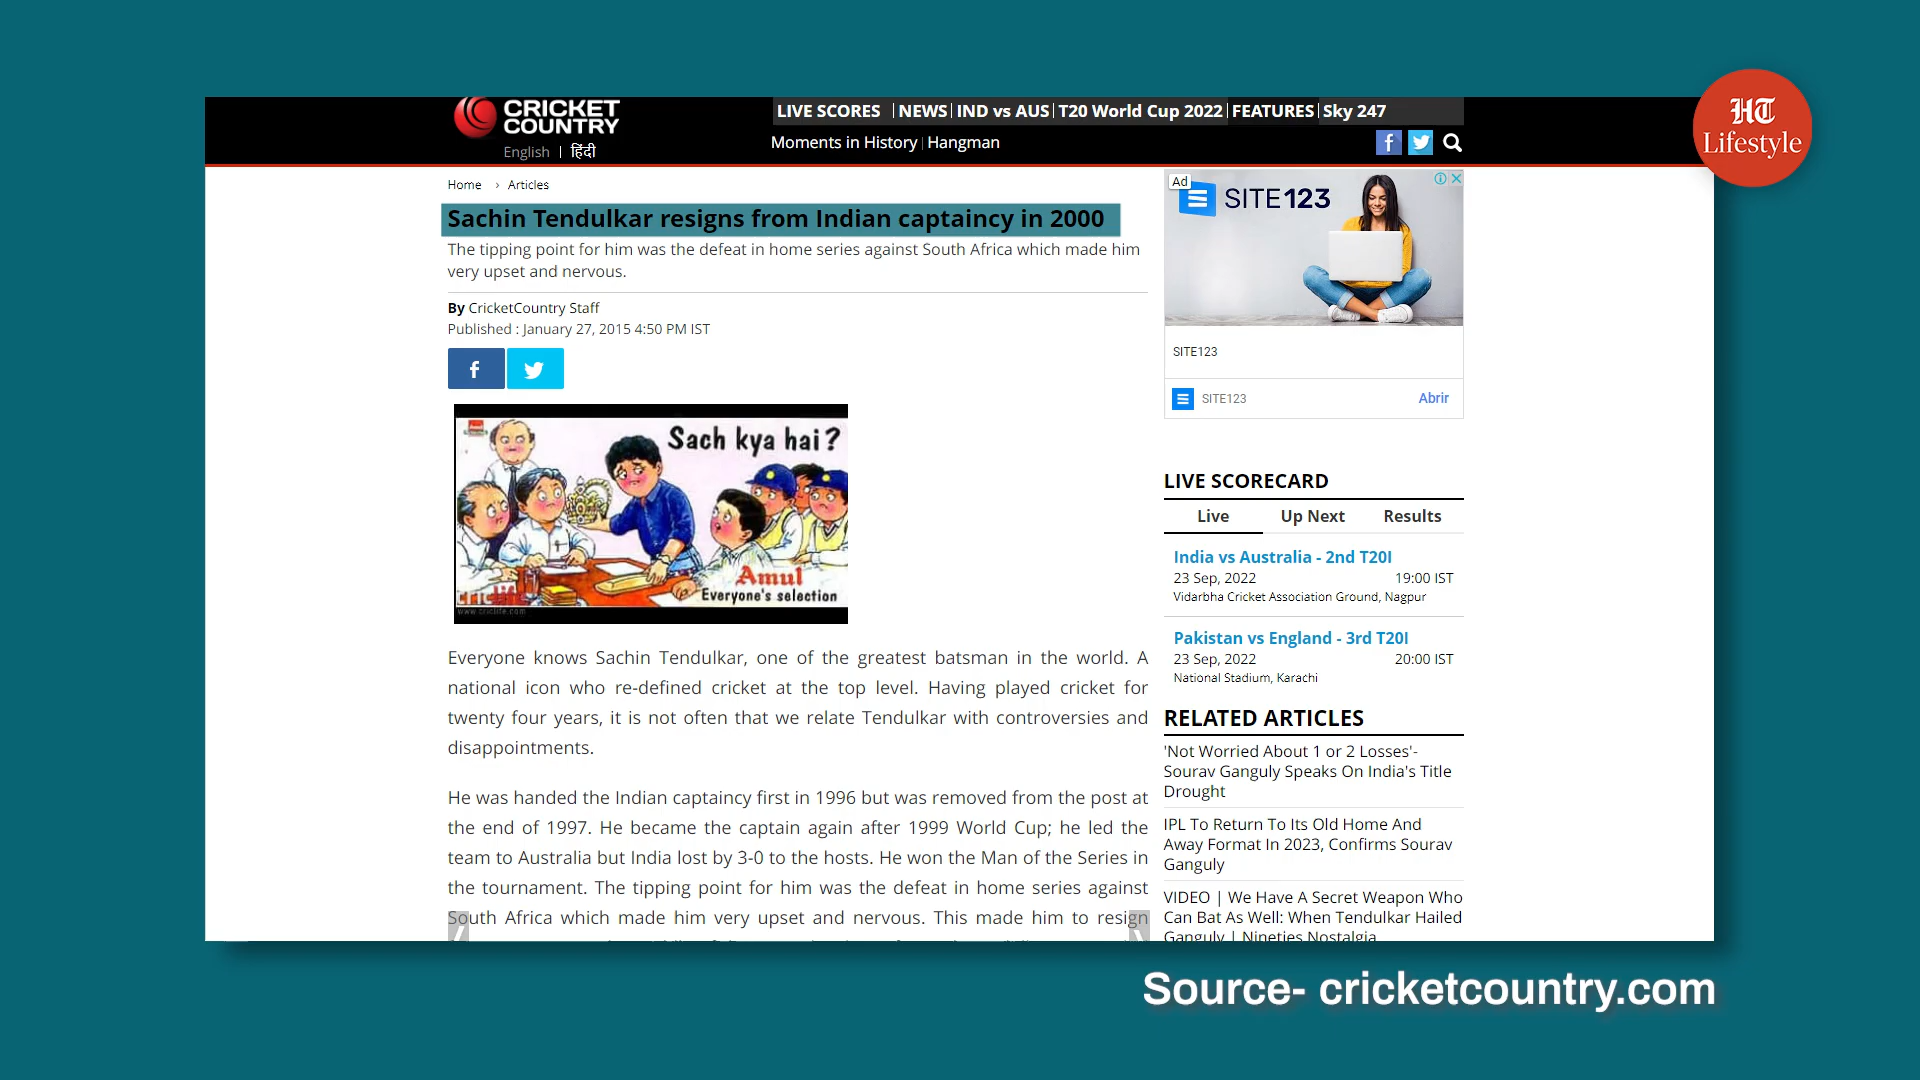 CRICKET
COUNTRY
English | हिंदी
LIVE SCORES | NEWS | IND vs AUS | T20 World Cup 2022 | FEATURES | Sky 247
Moments in History | Hangman
HT
Lifestyle
Home › Articles
Sachin Tendulkar resigns from Indian captaincy in 2000
The tipping point for him was the defeat in home series against South Africa which made him
very upset and nervous.
By CricketCountry Staff
Published : January 27, 2015 4:50 PM IST
Sach kya hai?
Amul
Everyone's selection
criclife
www.criclife.com
Everyone knows Sachin Tendulkar, one of the greatest batsman in the world. A
national icon who re-defined cricket at the top level. Having played cricket for
twenty four years, it is not often that we relate Tendulkar with controversies and
disappointments.
He was handed the Indian captaincy first in 1996 but was removed from the post at
the end of 1997. He became the captain again after 1999 World Cup; he led the
team to Australia but India lost by 3-0 to the hosts. He won the Man of the Series in
the tournament. The tipping point for him was the defeat in home series against
South Africa which made him very upset and nervous. This made him to resign
Ad
SITE123
SITE123
SITE123
Abrir
LIVE SCORECARD
Live Up Next Results
India vs Australia - 2nd T20I
23 Sep, 2022 19:00 IST
Vidarbha Cricket Association Ground, Nagpur
Pakistan vs England - 3rd T20I
23 Sep, 2022 20:00 IST
National Stadium, Karachi
RELATED ARTICLES
'Not Worried About 1 or 2 Losses'-
Sourav Ganguly Speaks On India's Title
Drought
IPL To Return To Its Old Home And
Away Format In 2023, Confirms Sourav
Ganguly
VIDEO | We Have A Secret Weapon Who
Can Bat As Well: When Tendulkar Hailed
Ganguly | Nineties Nostalgia
Source- cricketcountry.com